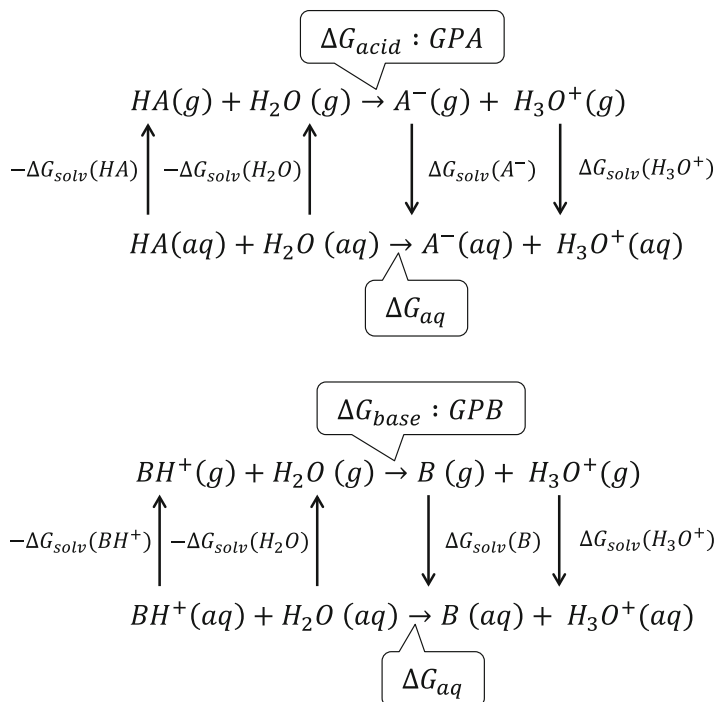 ΔG_acid : GPA
HA(g) + H₂O (g) → A⁻(g) + H₃O⁺(g)
−ΔG_solv(HA) −ΔG_solv(H₂O) ΔG_solv(A⁻) ΔG_solv(H₃O⁺)
HA(aq) + H₂O (aq) → A⁻(aq) + H₃O⁺(aq)
ΔG_aq
ΔG_base : GPB
BH⁺(g) + H₂O (g) → B (g) + H₃O⁺(g)
−ΔG_solv(BH⁺) −ΔG_solv(H₂O) ΔG_solv(B) ΔG_solv(H₃O⁺)
BH⁺(aq) + H₂O (aq) → B (aq) + H₃O⁺(aq)
ΔG_aq